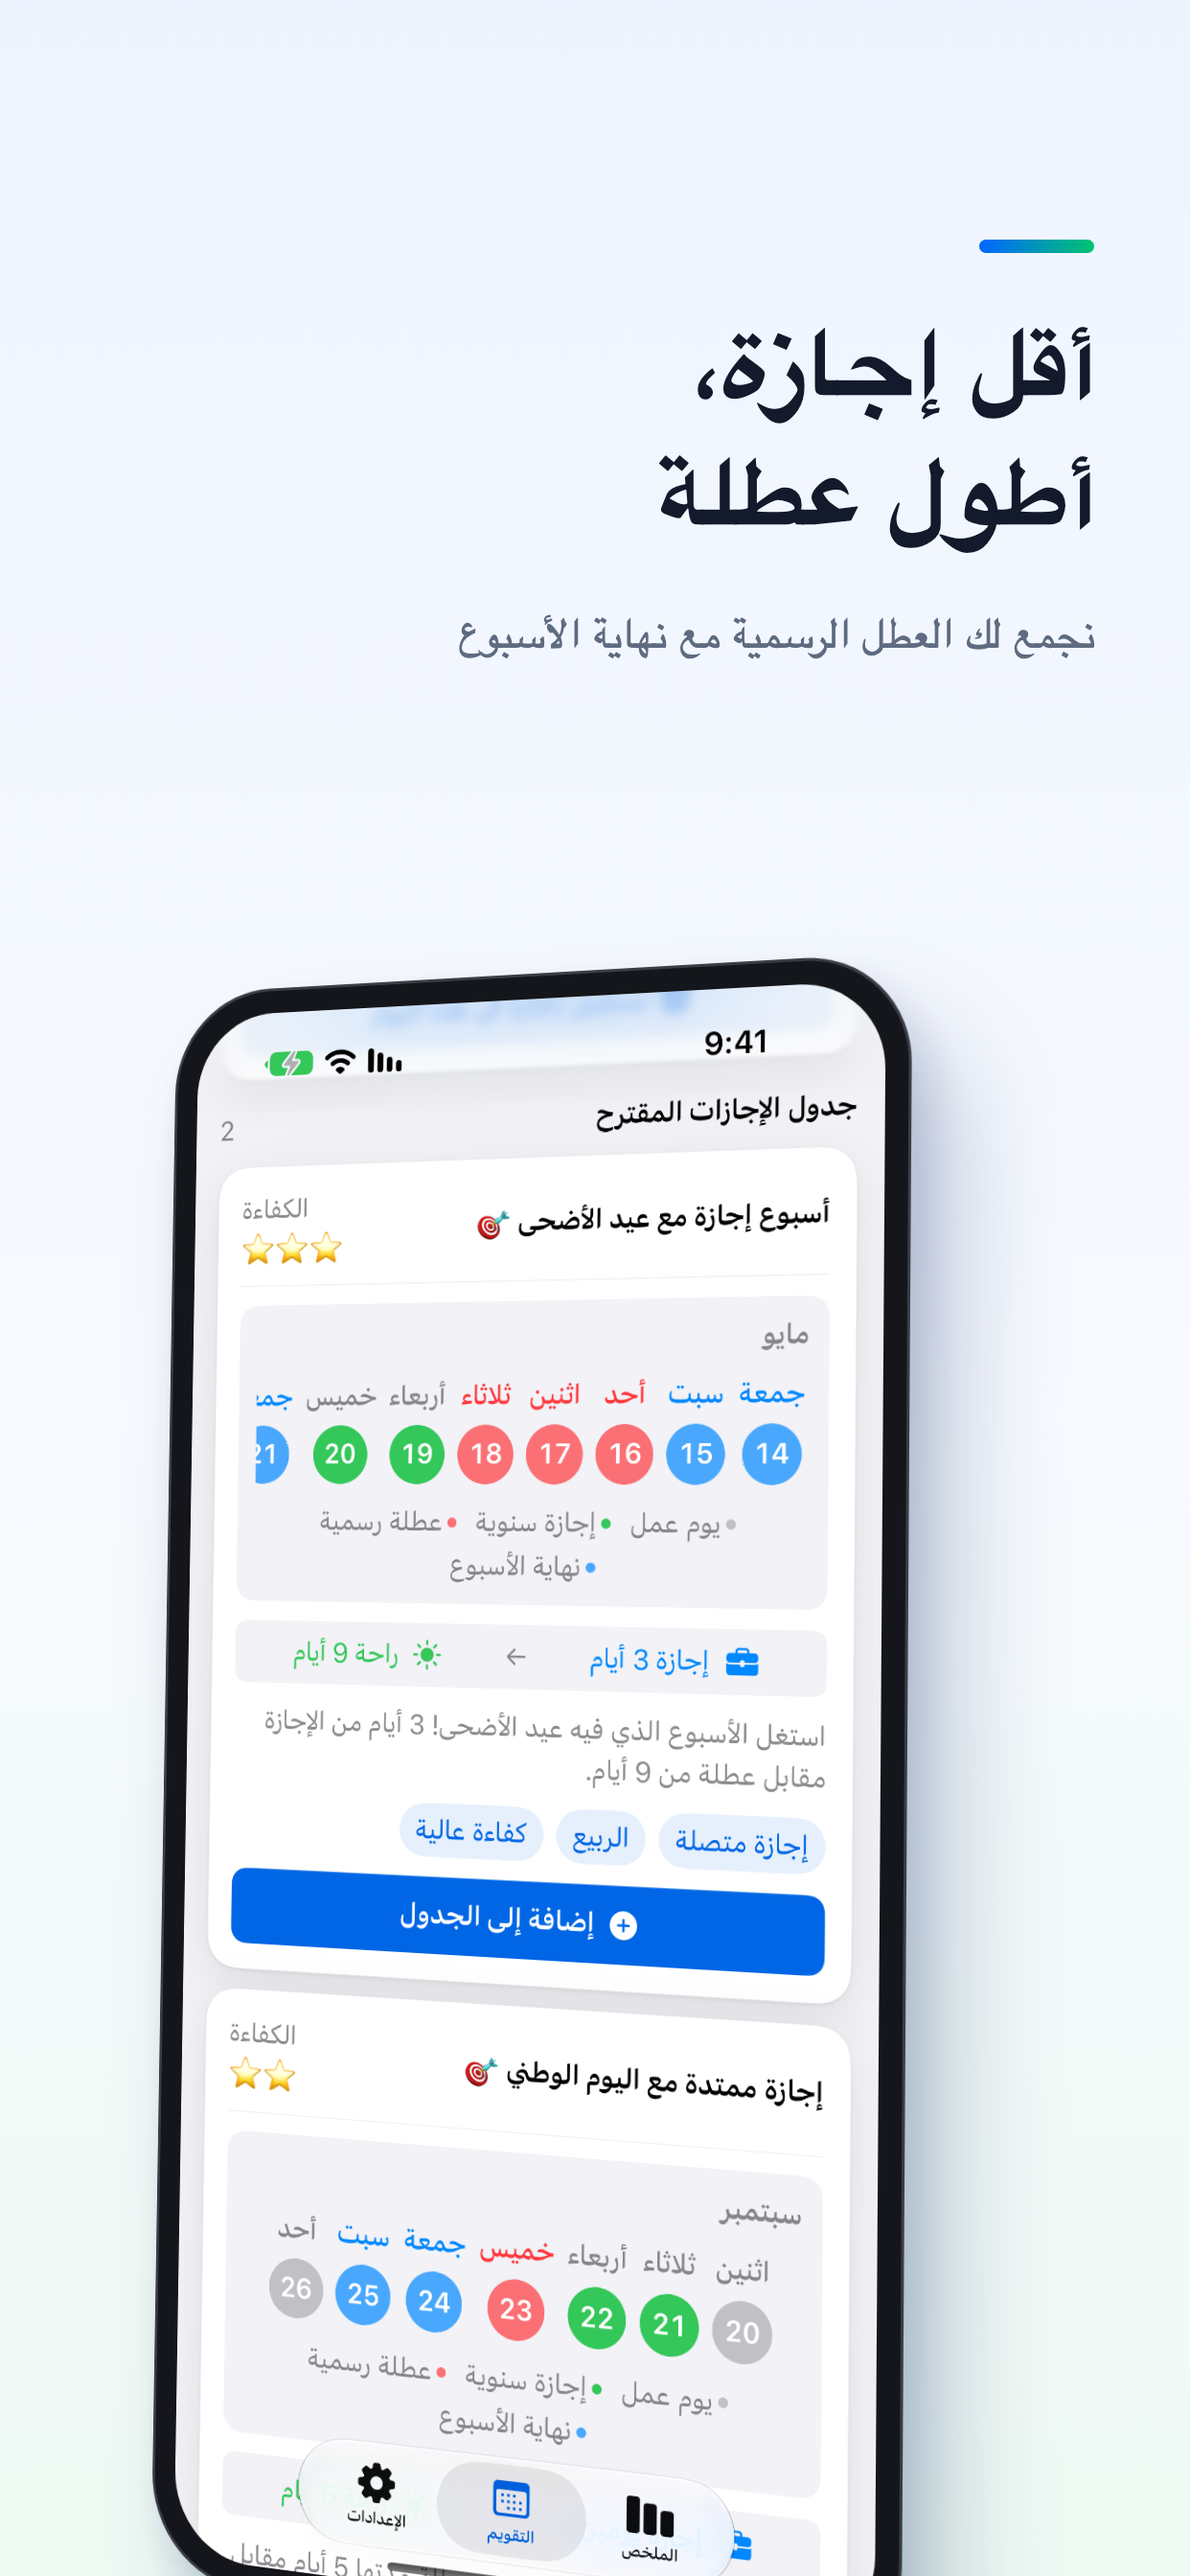 أقل إجازة،
أطول عطلة
نجمع لك العطل الرسمية مع نهاية الأسبوع
9:41
جدول الإجازات المقترح 2
أسبوع إجازة مع عيد الأضحى 🎯 الكفاءة
⭐⭐⭐
مايو
جمعة سبت أحد اثنين ثلاثاء أربعاء خميس جمعـ
14 15 16 17 18 19 20 21
يوم عمل • إجازة سنوية • عطلة رسمية
• نهاية الأسبوع
إجازة 3 أيام ← راحة 9 أيام
استغل الأسبوع الذي فيه عيد الأضحى! 3 أيام من الإجازة
مقابل عطلة من 9 أيام.
إجازة متصلة الربيع كفاءة عالية
إضافة إلى الجدول
إجازة ممتدة مع اليوم الوطني 🎯 الكفاءة
⭐⭐
سبتمبر
اثنين ثلاثاء أربعاء خميس جمعة سبت أحد
20 21 22 23 24 25 26
يوم عمل • إجازة سنوية • عطلة رسمية
• نهاية الأسبوع
الملخص التقويم الإعدادات
5 أيام مقابل